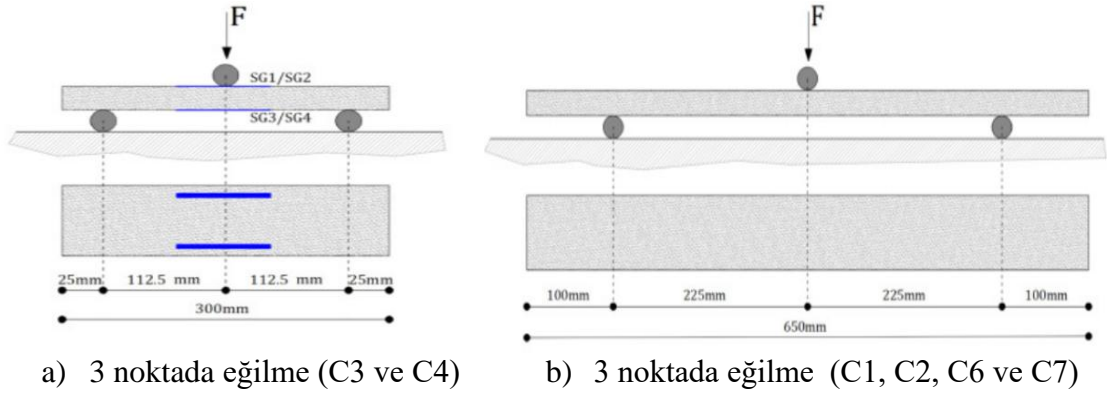 F
SG1/SG2
SG3/SG4
25mm 112.5 mm 112.5 mm 25mm
300mm
a) 3 noktada eğilme (C3 ve C4)
F
100mm 225mm 225mm 100mm
650mm
b) 3 noktada eğilme (C1, C2, C6 ve C7)